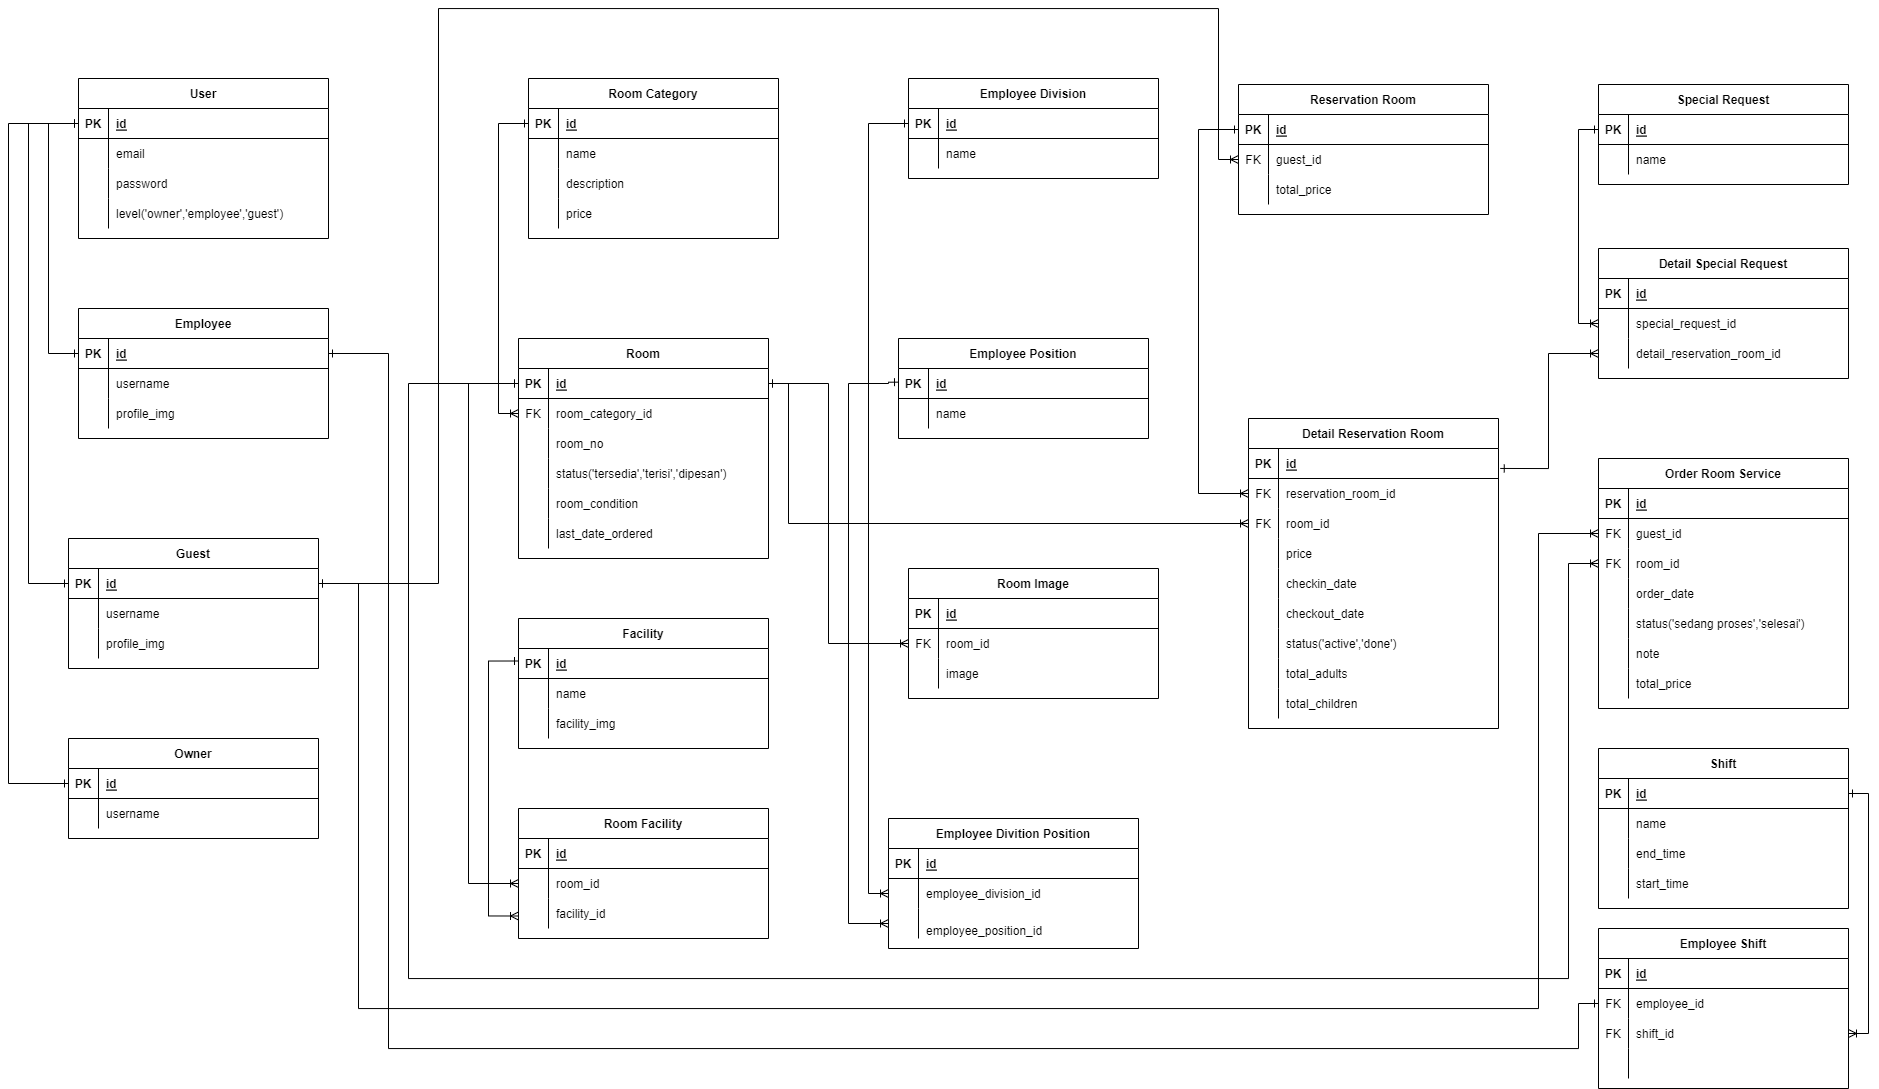 User
PK id
email
password
level('owner','employee','guest')
Employee
PK id
username
profile_img
Guest
PK id
username
profile_img
Owner
PK id
username
Room Category
PK id
name
description
price
Room
PK id
FK room_category_id
room_no
status('tersedia','terisi','dipesan')
room_condition
last_date_ordered
Facility
PK id
name
facility_img
Room Facility
PK id
room_id
facility_id
Employee Division
PK id
name
Employee Position
PK id
name
Room Image
PK id
FK room_id
image
Employee Divition Position
PK id
employee_division_id
employee_position_id
Reservation Room
PK id
FK guest_id
total_price
Detail Reservation Room
PK id
FK reservation_room_id
FK room_id
price
checkin_date
checkout_date
status('active','done')
total_adults
total_children
Special Request
PK id
name
Detail Special Request
PK id
special_request_id
detail_reservation_room_id
Order Room Service
PK id
FK guest_id
FK room_id
order_date
status('sedang proses','selesai')
note
total_price
Shift
PK id
name
end_time
start_time
Employee Shift
PK id
FK employee_id
FK shift_id